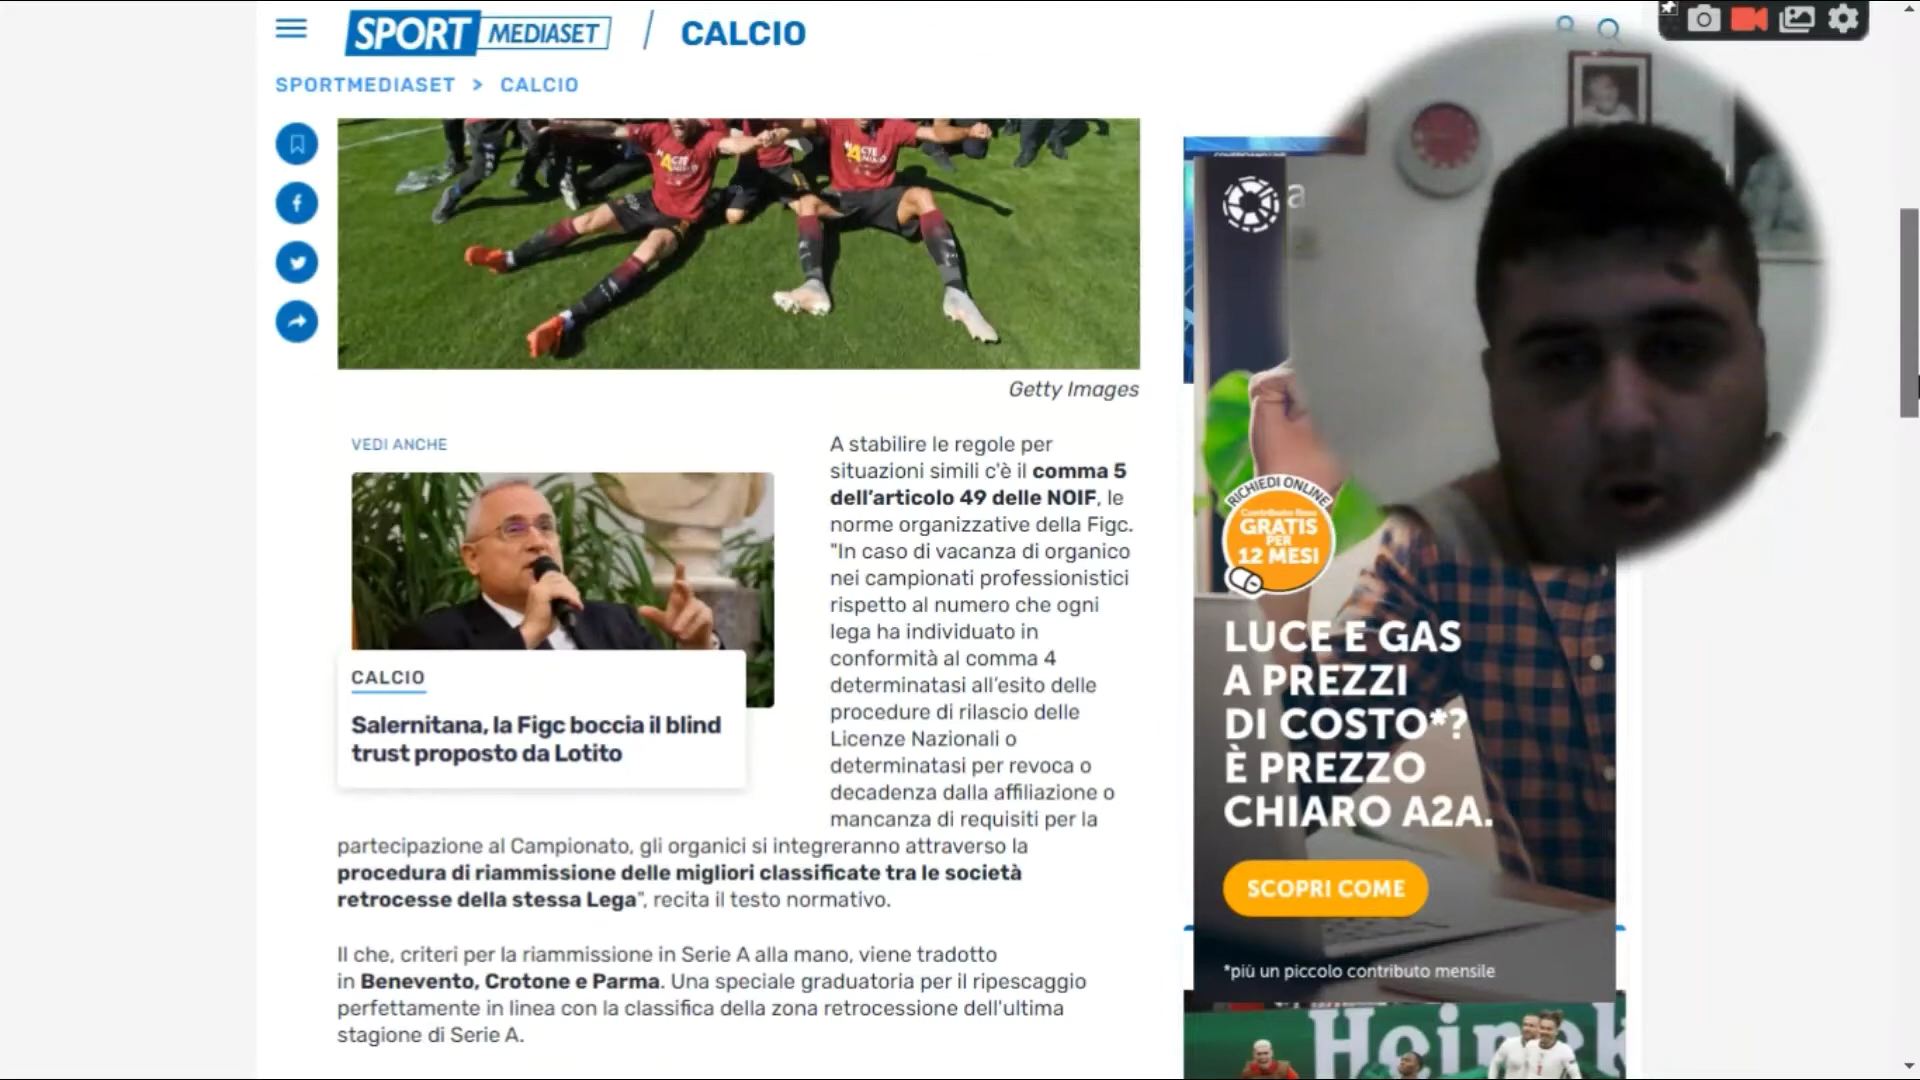 SPORT MEDIASET / CALCIO
SPORTMEDIASET > CALCIO
Getty Images
VEDI ANCHE
CALCIO
Salernitana, la Figc boccia il blind
trust proposto da Lotito
A stabilire le regole per
situazioni simili c'è il comma 5
dell'articolo 49 delle NOIF, le
norme organizzative della Figc.
"In caso di vacanza di organico
nei campionati professionistici
rispetto al numero che ogni
lega ha individuato in
conformità al comma 4
determinatasi all'esito delle
procedure di rilascio delle
Licenze Nazionali o
determinatasi per revoca o
decadenza dalla affiliazione o
mancanza di requisiti per la
partecipazione al Campionato, gli organici si integreranno attraverso la
procedura di riammissione delle migliori classificate tra le società
retrocesse della stessa Lega", recita il testo normativo.
Il che, criteri per la riammissione in Serie A alla mano, viene tradotto
in Benevento, Crotone e Parma. Una speciale graduatoria per il ripescaggio
perfettamente in linea con la classifica della zona retrocessione dell'ultima
stagione di Serie A.
RICHIEDI ONLINE
GRATIS
PER
12 MESI
LUCE E GAS
A PREZZI
DI COSTO*?
È PREZZO
CHIARO A2A.
SCOPRI COME
*più un piccolo contributo mensile
Heineken